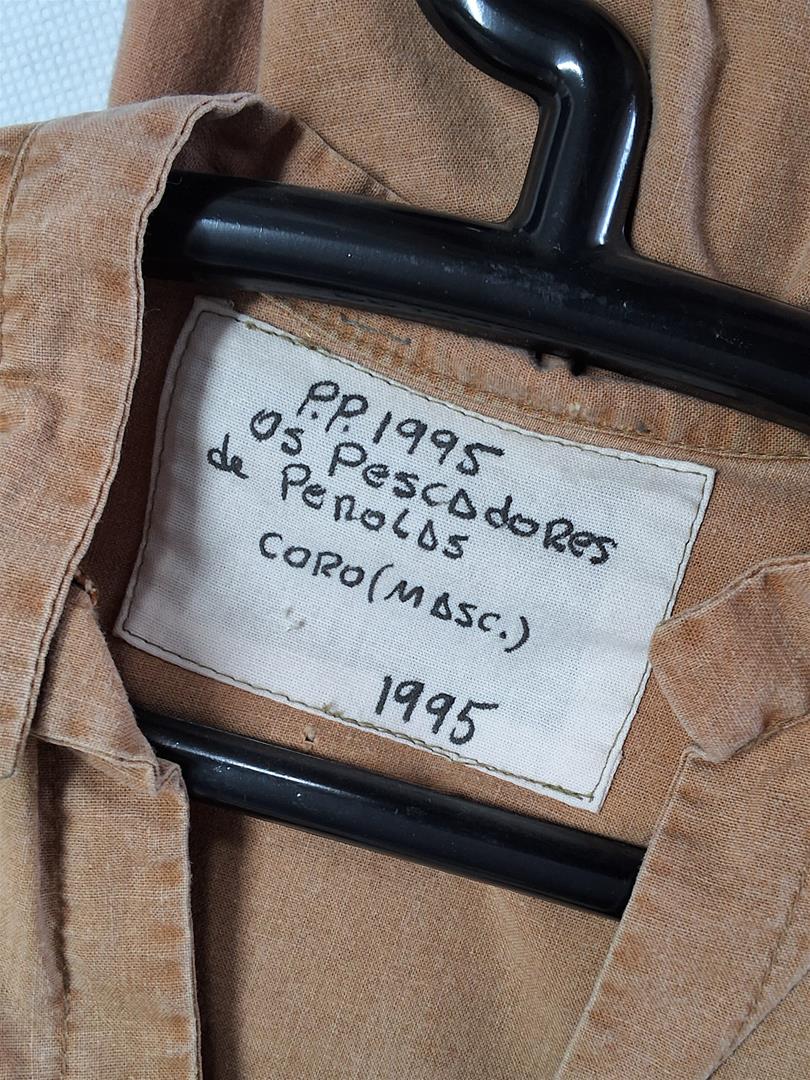 P.P. 1995
Os PescAdoRes
de PeRoLAS
CORO (MASC.)
1995